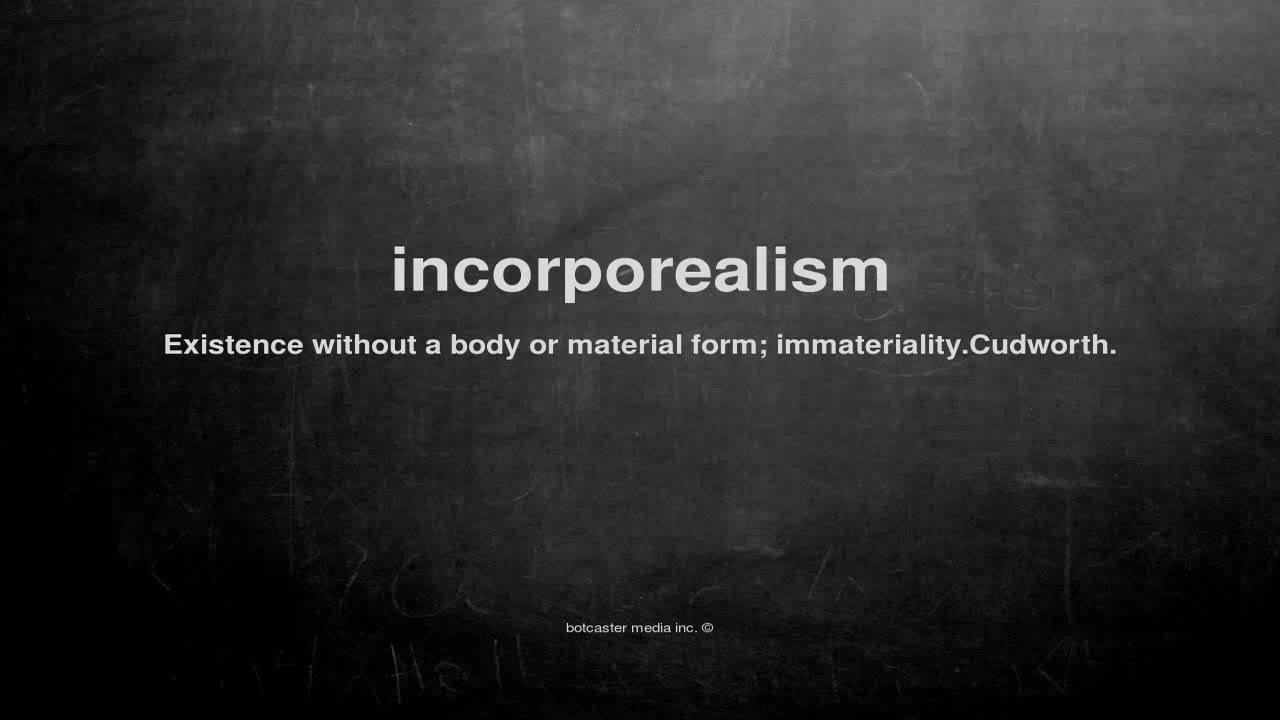 incorporealism
Existence without a body or material form; immateriality.Cudworth.
botcaster media inc. ©